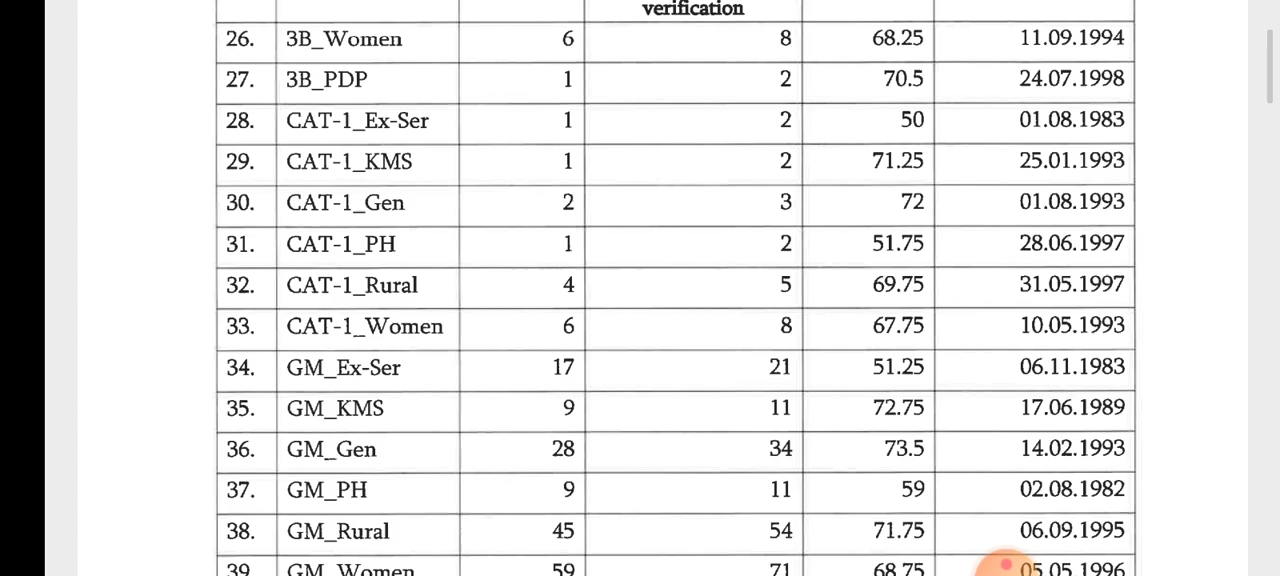 verification
26. 3B_Women 6 8 68.25 11.09.1994
27. 3B_PDP 1 2 70.5 24.07.1998
28. CAT-1_Ex-Ser 1 2 50 01.08.1983
29. CAT-1_KMS 1 2 71.25 25.01.1993
30. CAT-1_Gen 2 3 72 01.08.1993
31. CAT-1_PH 1 2 51.75 28.06.1997
32. CAT-1_Rural 4 5 69.75 31.05.1997
33. CAT-1_Women 6 8 67.75 10.05.1993
34. GM_Ex-Ser 17 21 51.25 06.11.1983
35. GM_KMS 9 11 72.75 17.06.1989
36. GM_Gen 28 34 73.5 14.02.1993
37. GM_PH 9 11 59 02.08.1982
38. GM_Rural 45 54 71.75 06.09.1995
39. GM_Women 59 71 68.75 05.05.1996